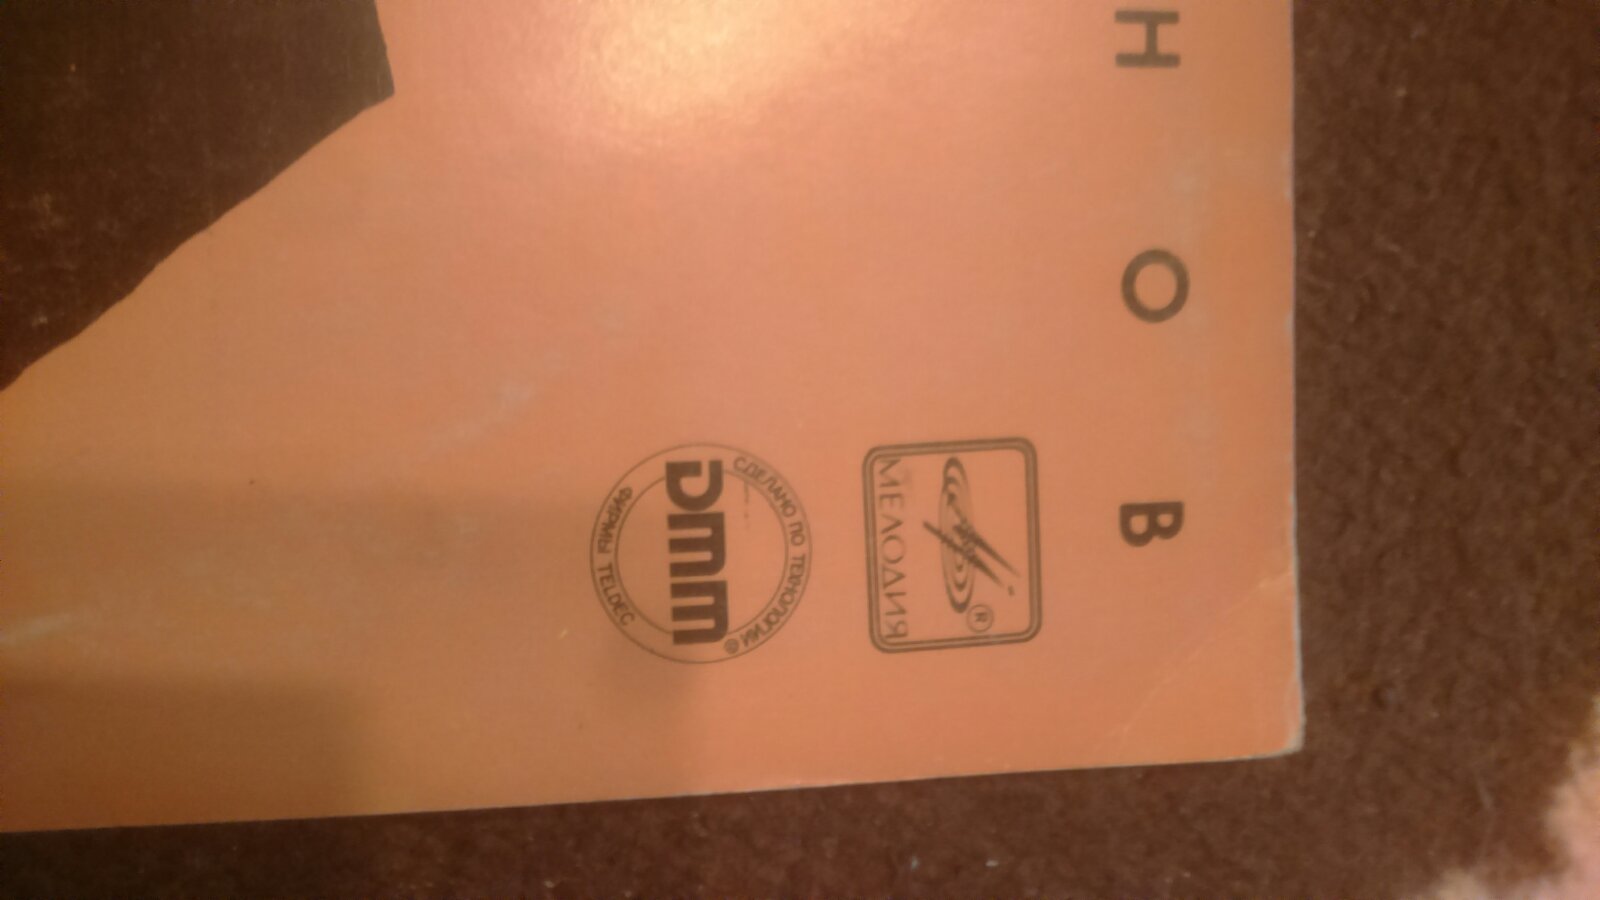 Н О В
МЕЛОДИЯ
®
СДЕЛАНО ПО ТЕХНОЛОГИИ
DMM
®
ФИРМЫ TELDEC